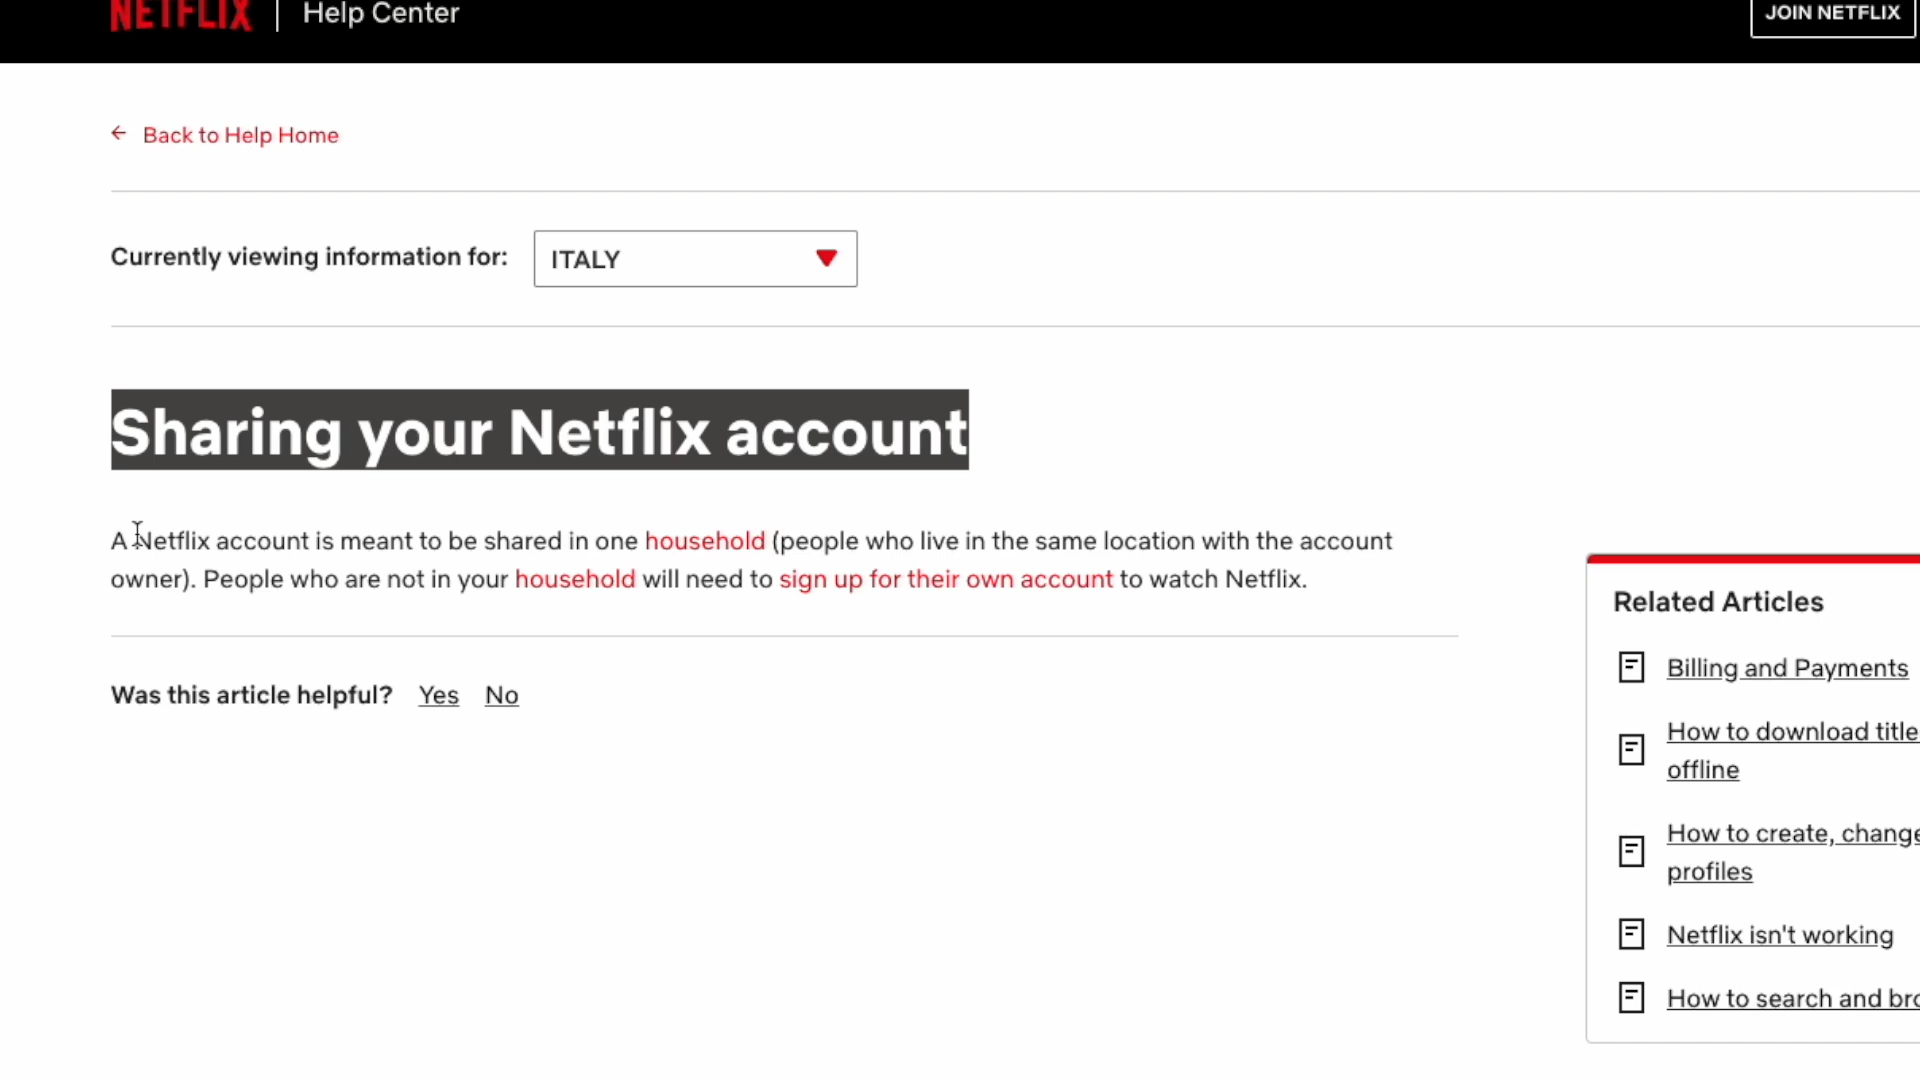 NETFLIX | Help Center
JOIN NETFLIX
Back to Help Home
Currently viewing information for:
ITALY
Sharing your Netflix account
A Netflix account is meant to be shared in one household (people who live in the same location with the account
owner). People who are not in your household will need to sign up for their own account to watch Netflix.
Was this article helpful? Yes No
Related Articles
Billing and Payments
How to download title
offline
How to create, change
profiles
Netflix isn't working
How to search and bro